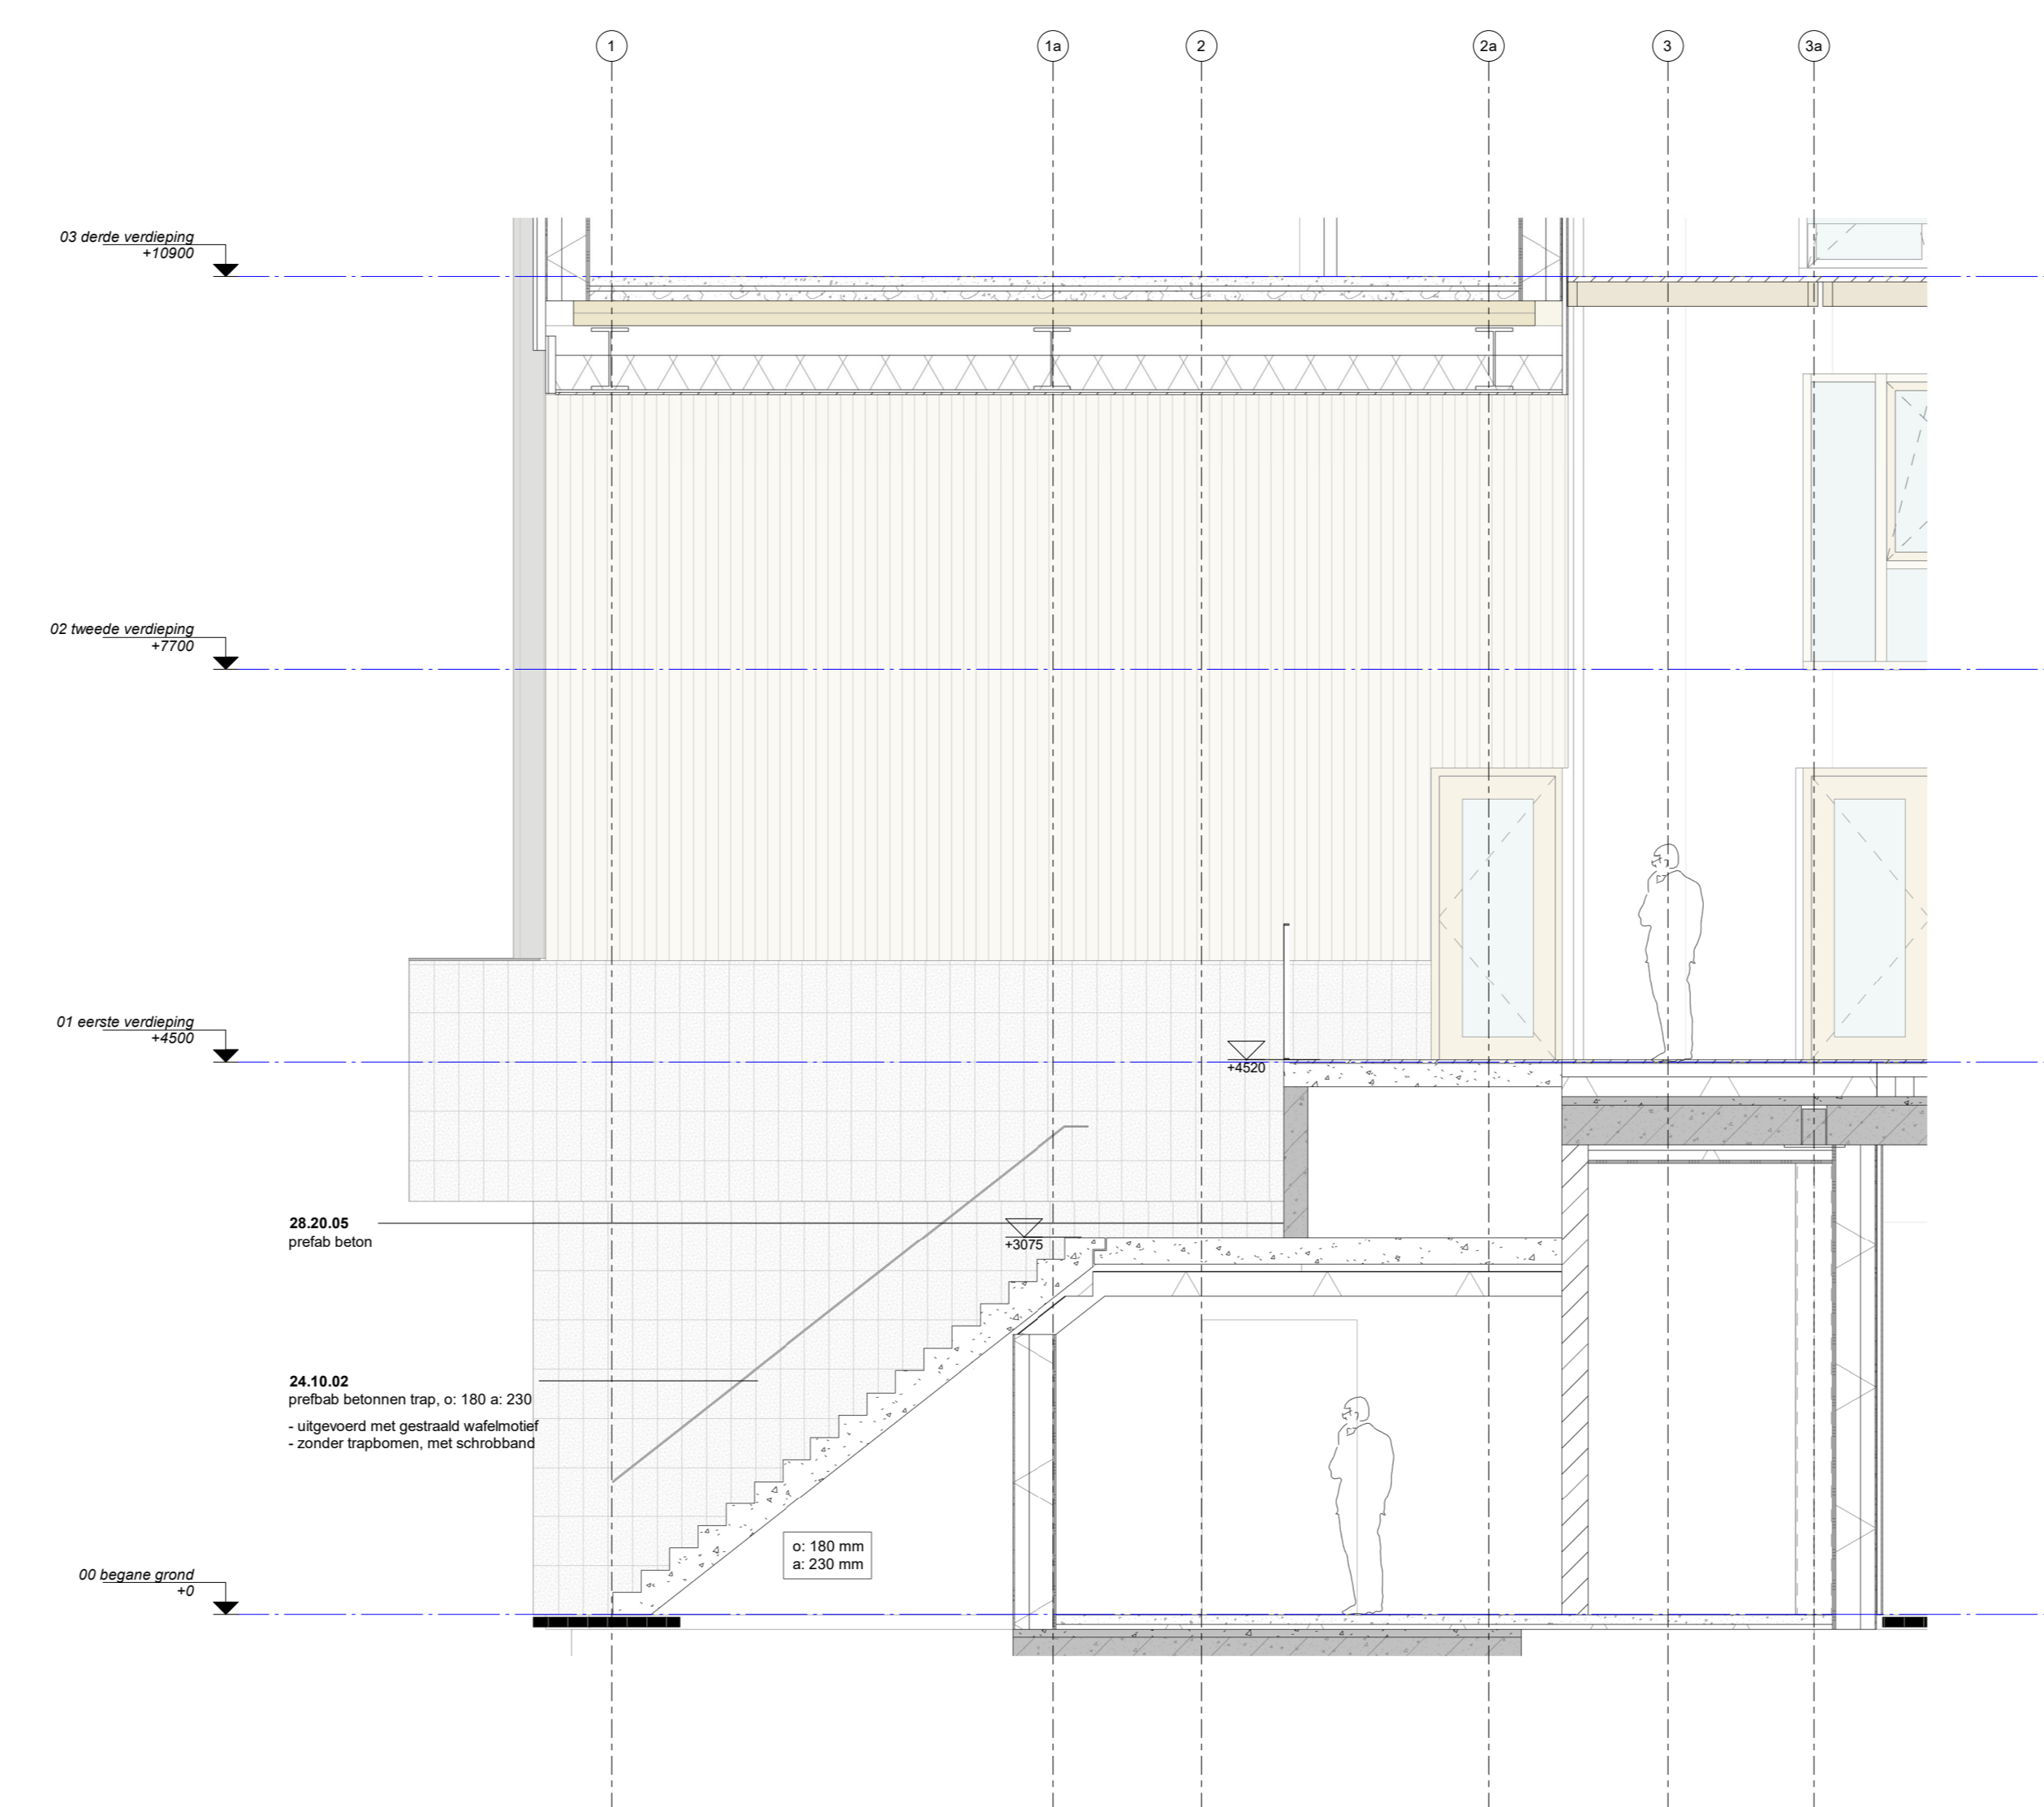 1
1a
2
2a
3
3a
03 derde verdieping
+10900
02 tweede verdieping
+7700
01 eerste verdieping
+4500
+4520
28.20.05
prefab beton
+3075
24.10.02
prefbab betonnen trap, o: 180 a: 230
- uitgevoerd met gestraald wafelmotief
- zonder trapbomen, met schrobband
o: 180 mm
a: 230 mm
00 begane grond
+0